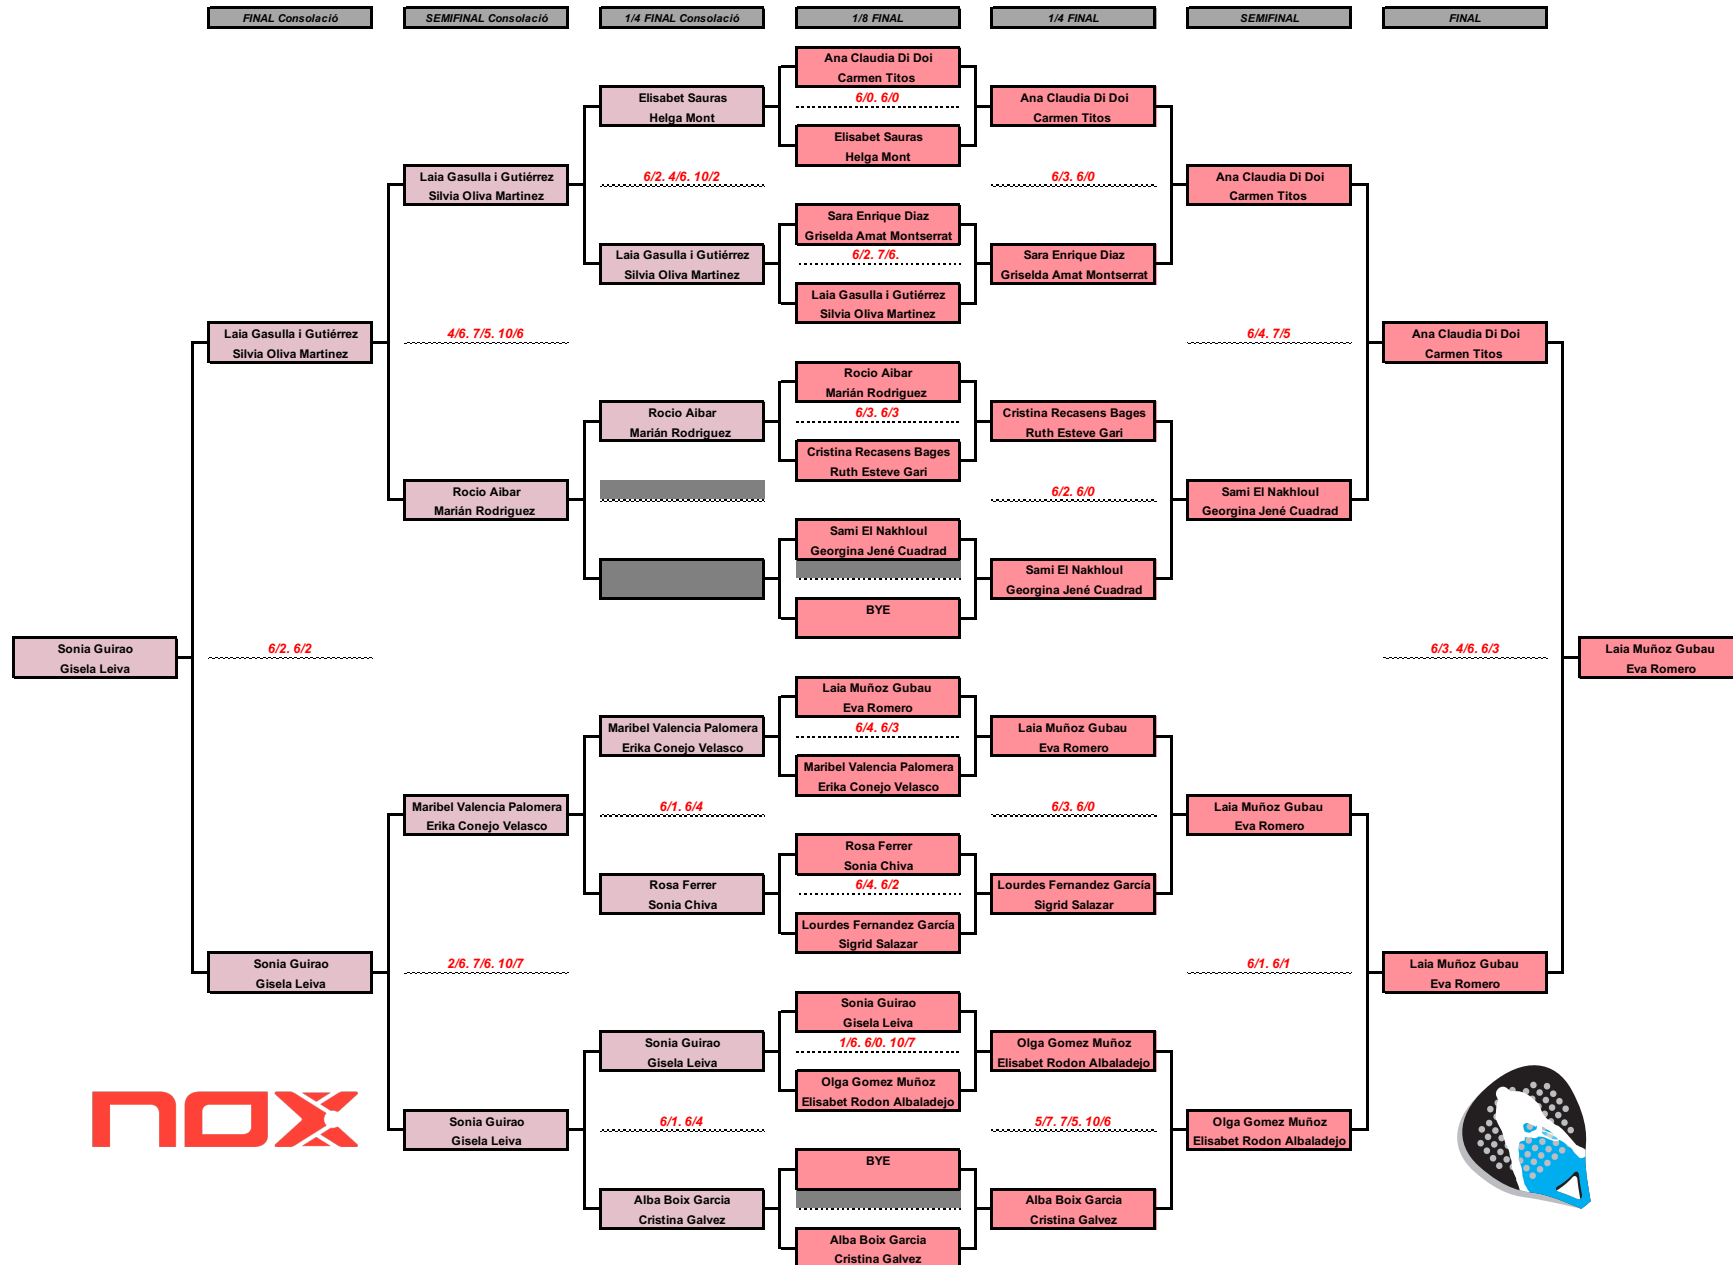 FINAL Consolació
SEMIFINAL Consolació
1/4 FINAL Consolació
1/8 FINAL
1/4 FINAL
SEMIFINAL
FINAL
Ana Claudia Di Doi
Carmen Titos
Elisabet Sauras
Helga Mont
6/0. 6/0
Ana Claudia Di Doi
Carmen Titos
Elisabet Sauras
Helga Mont
Laia Gasulla i Gutiérrez
Silvia Oliva Martinez
6/2. 4/6. 10/2
6/3. 6/0
Ana Claudia Di Doi
Carmen Titos
Sara Enrique Diaz
Griselda Amat Montserrat
Laia Gasulla i Gutiérrez
Silvia Oliva Martinez
6/2. 7/6.
Sara Enrique Diaz
Griselda Amat Montserrat
Laia Gasulla i Gutiérrez
Silvia Oliva Martinez
Laia Gasulla i Gutiérrez
Silvia Oliva Martinez
4/6. 7/5. 10/6
6/4. 7/5
Ana Claudia Di Doi
Carmen Titos
Rocio Aibar
Marián Rodriguez
Rocio Aibar
Marián Rodriguez
6/3. 6/3
Cristina Recasens Bages
Ruth Esteve Gari
Cristina Recasens Bages
Ruth Esteve Gari
Rocio Aibar
Marián Rodriguez
6/2. 6/0
Sami El Nakhloul
Georgina Jené Cuadrad
Sami El Nakhloul
Georgina Jené Cuadrad
Sami El Nakhloul
Georgina Jené Cuadrad
BYE
Sonia Guirao
Gisela Leiva
6/2. 6/2
6/3. 4/6. 6/3
Laia Muñoz Gubau
Eva Romero
Laia Muñoz Gubau
Eva Romero
Maribel Valencia Palomera
Erika Conejo Velasco
6/4. 6/3
Laia Muñoz Gubau
Eva Romero
Maribel Valencia Palomera
Erika Conejo Velasco
Maribel Valencia Palomera
Erika Conejo Velasco
6/1. 6/4
6/3. 6/0
Laia Muñoz Gubau
Eva Romero
Rosa Ferrer
Sonia Chiva
Rosa Ferrer
Sonia Chiva
6/4. 6/2
Lourdes Fernandez García
Sigrid Salazar
Lourdes Fernandez García
Sigrid Salazar
Sonia Guirao
Gisela Leiva
2/6. 7/6. 10/7
6/1. 6/1
Laia Muñoz Gubau
Eva Romero
Sonia Guirao
Gisela Leiva
Sonia Guirao
Gisela Leiva
1/6. 6/0. 10/7
Olga Gomez Muñoz
Elisabet Rodon Albaladejo
Olga Gomez Muñoz
Elisabet Rodon Albaladejo
nox
Sonia Guirao
Gisela Leiva
6/1. 6/4
5/7. 7/5. 10/6
Olga Gomez Muñoz
Elisabet Rodon Albaladejo
BYE
Alba Boix Garcia
Cristina Galvez
Alba Boix Garcia
Cristina Galvez
Alba Boix Garcia
Cristina Galvez